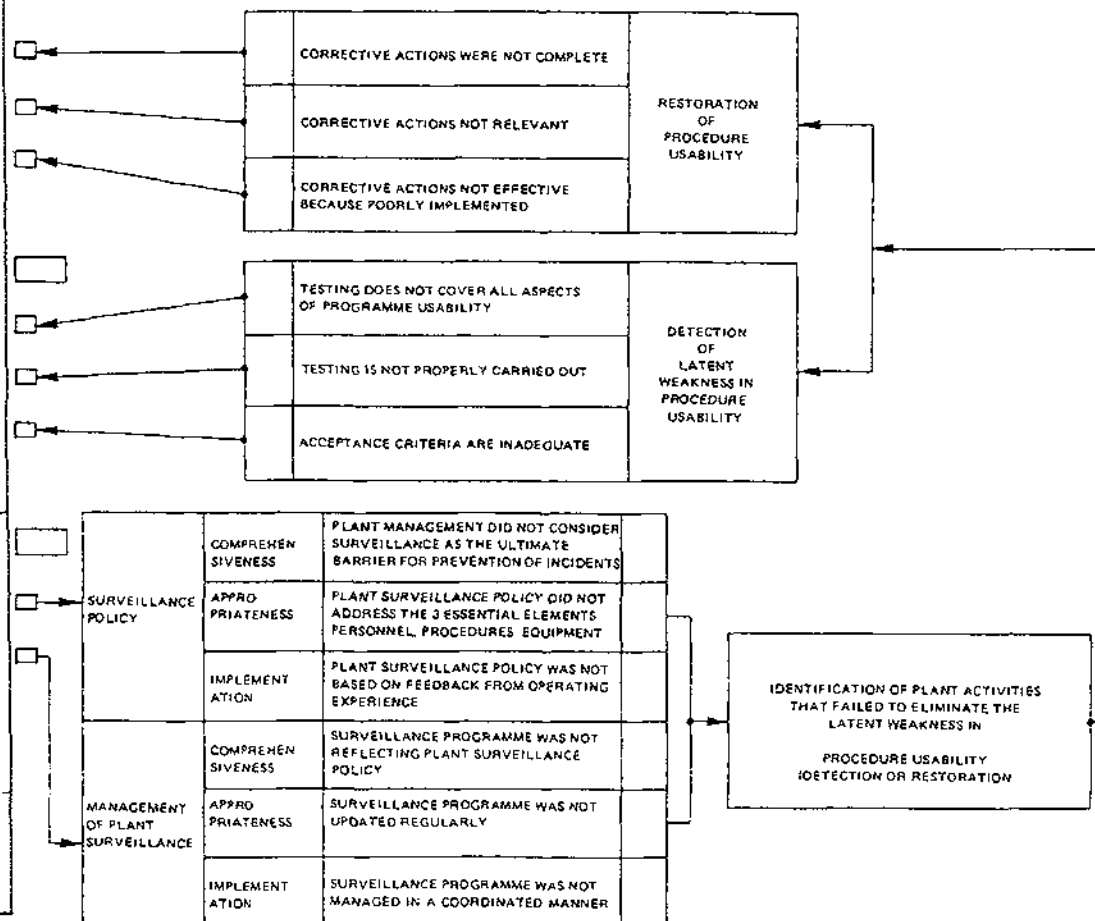 CORRECTIVE ACTIONS WERE NOT COMPLETE
CORRECTIVE ACTIONS NOT RELEVANT
CORRECTIVE ACTIONS NOT EFFECTIVE
BECAUSE POORLY IMPLEMENTED
RESTORATION
OF
PROCEDURE
USABILITY
TESTING DOES NOT COVER ALL ASPECTS
OF PROGRAMME USABILITY
TESTING IS NOT PROPERLY CARRIED OUT
ACCEPTANCE CRITERIA ARE INADEQUATE
DETECTION
OF
LATENT
WEAKNESS IN
PROCEDURE
USABILITY
SURVEILLANCE
POLICY
COMPREHEN
SIVENESS
PLANT MANAGEMENT DID NOT CONSIDER
SURVEILLANCE AS THE ULTIMATE
BARRIER FOR PREVENTION OF INCIDENTS
APPRO
PRIATENESS
PLANT SURVEILLANCE POLICY DID NOT
ADDRESS THE 3 ESSENTIAL ELEMENTS
PERSONNEL, PROCEDURES EQUIPMENT
IMPLEMENT
ATION
PLANT SURVEILLANCE POLICY WAS NOT
BASED ON FEEDBACK FROM OPERATING
EXPERIENCE
MANAGEMENT
OF PLANT
SURVEILLANCE
COMPREHEN
SIVENESS
SURVEILLANCE PROGRAMME WAS NOT
REFLECTING PLANT SURVEILLANCE
POLICY
APPRO
PRIATENESS
SURVEILLANCE PROGRAMME WAS NOT
UPDATED REGULARLY
IMPLEMENT
ATION
SURVEILLANCE PROGRAMME WAS NOT
MANAGED IN A COORDINATED MANNER
IDENTIFICATION OF PLANT ACTIVITIES
THAT FAILED TO ELIMINATE THE
LATENT WEAKNESS IN
PROCEDURE USABILITY
(DETECTION OR RESTORATION